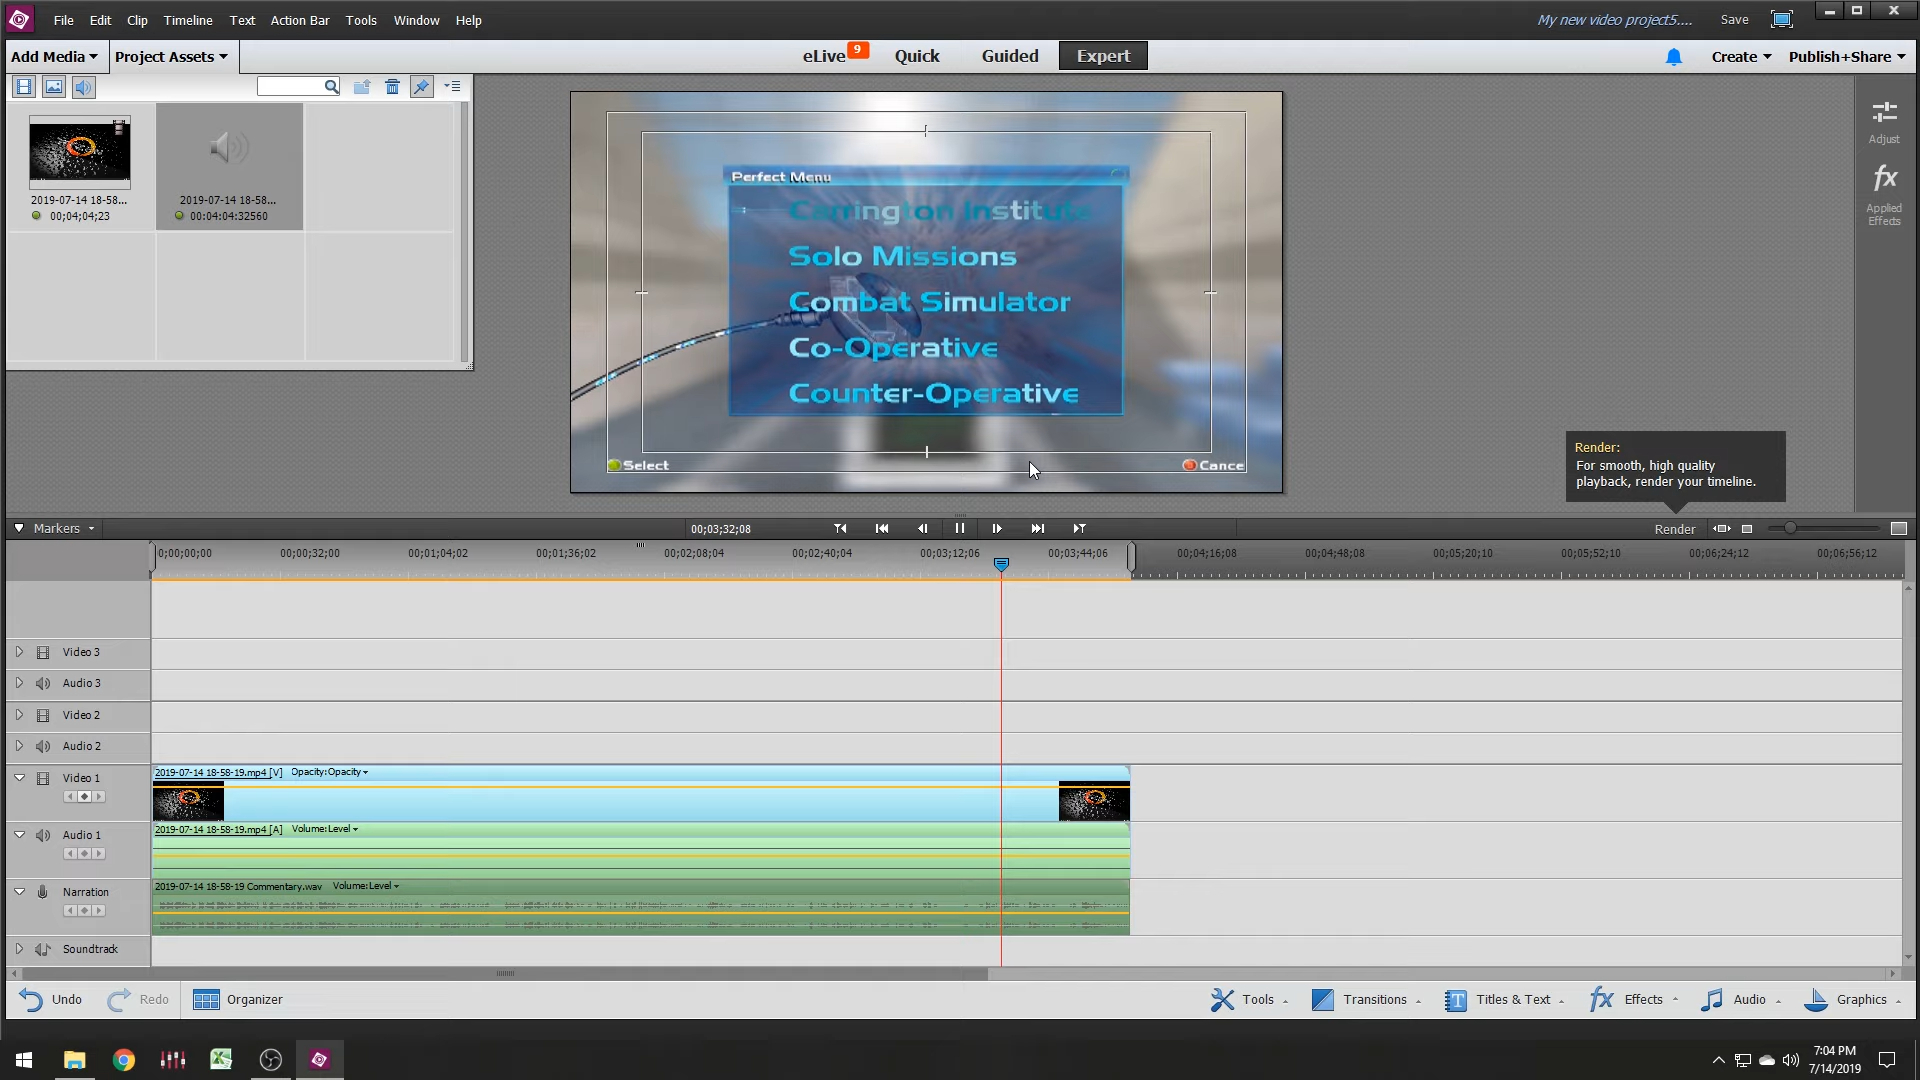 File Edit Clip Timeline Text Action Bar Tools Window Help
My new video project5.... Save
Add Media Project Assets
eLive 9 Quick Guided Expert
Create Publish+Share
2019-07-14 18-58...
00;04;04;23
2019-07-14 18-58...
00:04:04:32560
Perfect Menu
Carrington Institute
Solo Missions
Combat Simulator
Co-Operative
Counter-Operative
Select
Cance
Adjust
fx
Applied
Effects
Render:
For smooth, high quality
playback, render your timeline.
Markers
00;03;32;08
Render
0;00;00;00 00;00;32;00 00;01;04;02 00;01;36;02 00;02;08;04 00;02;40;04 00;03;12;06 00;03;44;06 00;04;16;08 00;04;48;08 00;05;20;10 00;05;52;10 00;06;24;12 00;06;56;12
Video 3
Audio 3
Video 2
Audio 2
Video 1
2019-07-14 18-58-19.mp4 [V] Opacity:Opacity
Audio 1
2019-07-14 18-58-19.mp4 [A] Volume:Level
Narration
2019-07-14 18-58-19 Commentary.wav Volume:Level
Soundtrack
Undo Redo Organizer
Tools Transitions Titles & Text fx Effects Audio Graphics
7:04 PM
7/14/2019